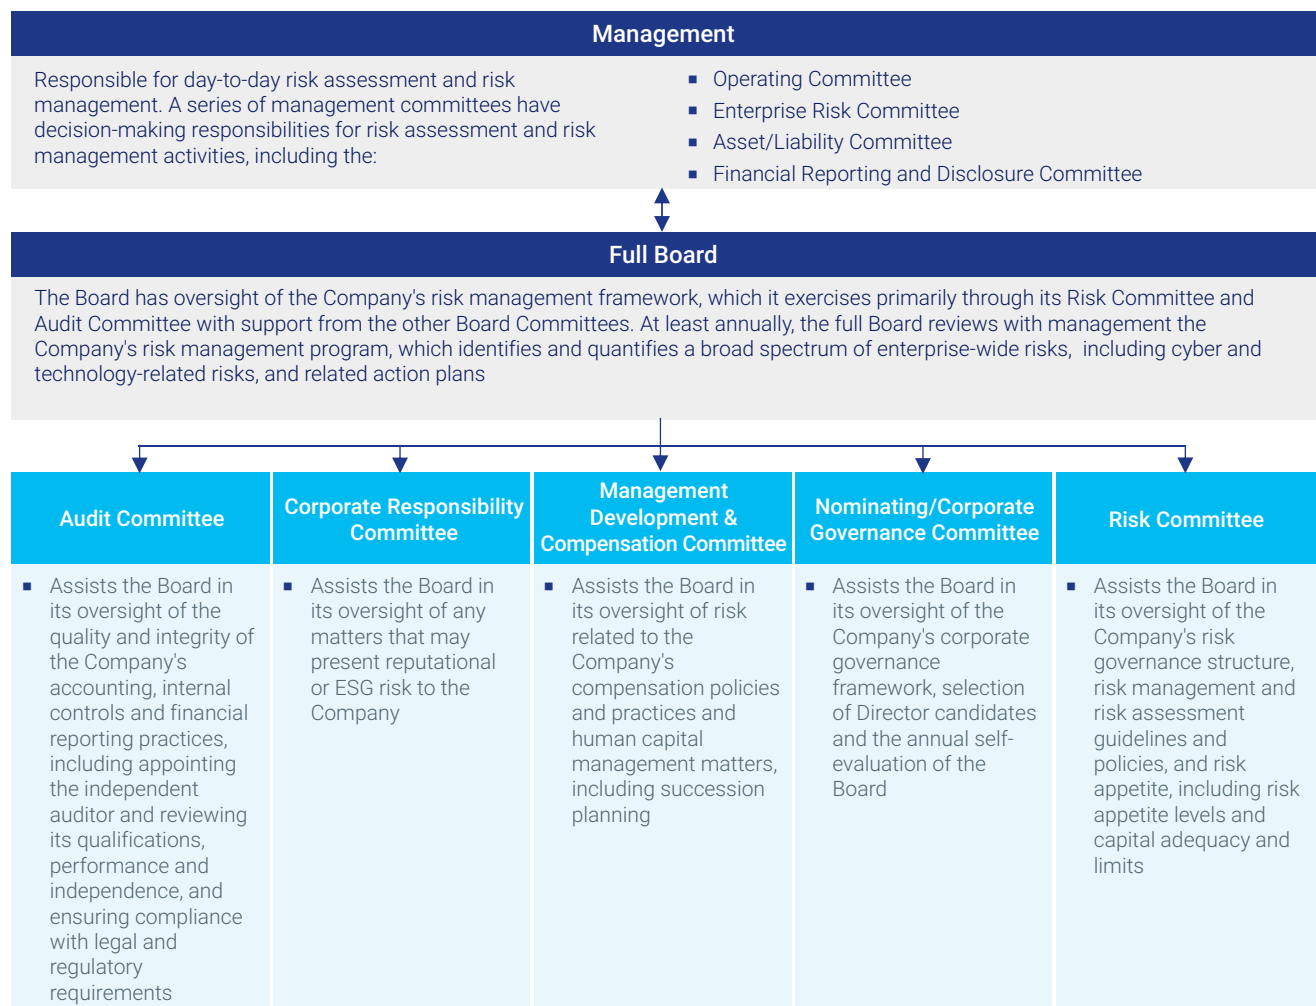 Management
Responsible for day-to-day risk assessment and risk
management. A series of management committees have
decision-making responsibilities for risk assessment and risk
management activities, including the:
▪ Operating Committee
▪ Enterprise Risk Committee
▪ Asset/Liability Committee
▪ Financial Reporting and Disclosure Committee
Full Board
The Board has oversight of the Company's risk management framework, which it exercises primarily through its Risk Committee and
Audit Committee with support from the other Board Committees. At least annually, the full Board reviews with management the
Company's risk management program, which identifies and quantifies a broad spectrum of enterprise-wide risks, including cyber and
technology-related risks, and related action plans
Audit Committee
▪ Assists the Board in
its oversight of the
quality and integrity of
the Company's
accounting, internal
controls and financial
reporting practices,
including appointing
the independent
auditor and reviewing
its qualifications,
performance and
independence, and
ensuring compliance
with legal and
regulatory
requirements
Corporate Responsibility
Committee
▪ Assists the Board in
its oversight of any
matters that may
present reputational
or ESG risk to the
Company
Management
Development &
Compensation Committee
▪ Assists the Board in
its oversight of risk
related to the
Company's
compensation policies
and practices and
human capital
management matters,
including succession
planning
Nominating/Corporate
Governance Committee
▪ Assists the Board in
its oversight of the
Company's corporate
governance
framework, selection
of Director candidates
and the annual self-
evaluation of the
Board
Risk Committee
▪ Assists the Board in
its oversight of the
Company's risk
governance structure,
risk management and
risk assessment
guidelines and
policies, and risk
appetite, including risk
appetite levels and
capital adequacy and
limits